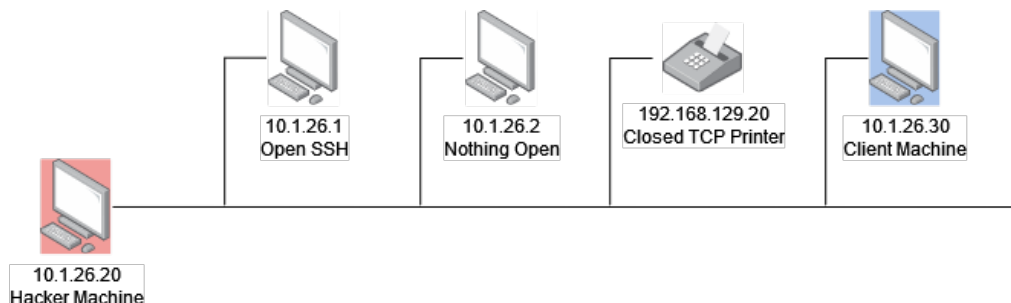 10.1.26.1
Open SSH
10.1.26.2
Nothing Open
192.168.129.20
Closed TCP Printer
10.1.26.30
Client Machine
10.1.26.20
Hacker Machine